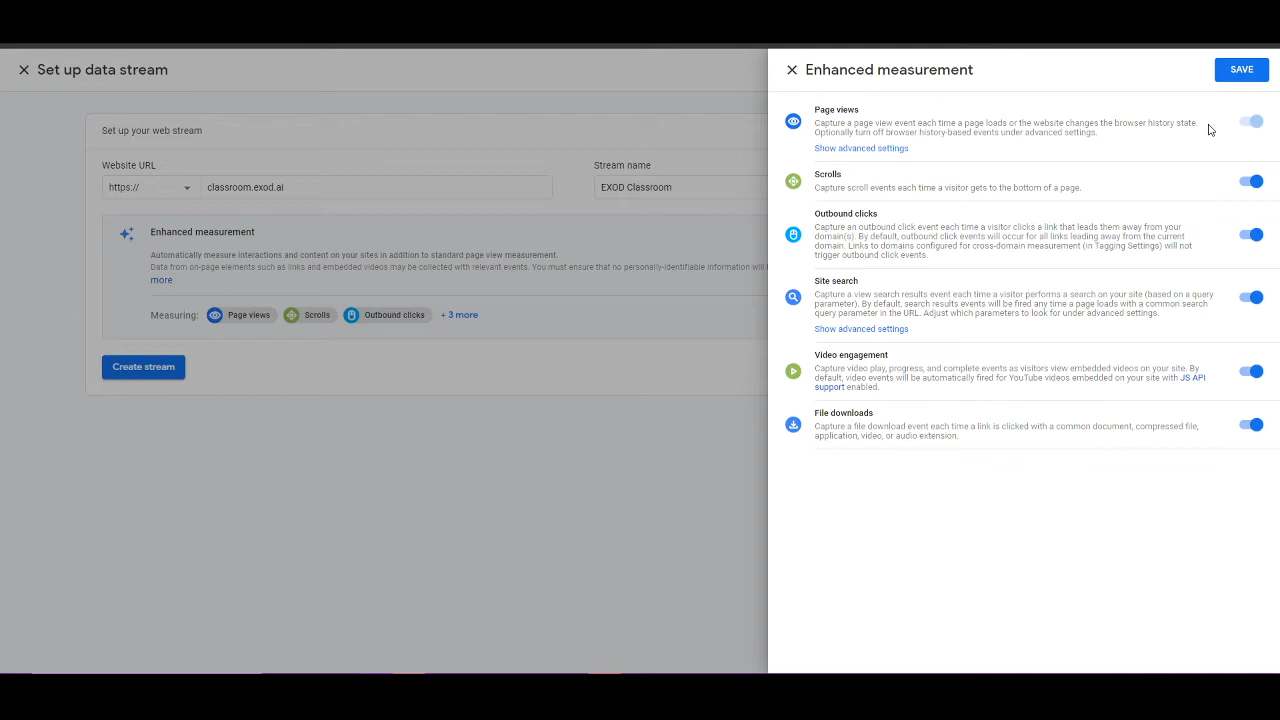 Set up data stream
Set up your web stream
Website URL
Stream name
https://
classroom.exod.ai
EXOD Classroom
Enhanced measurement
Automatically measure interactions and content on your sites in addition to standard page view measurement.
Data from on-page elements such as links and embedded videos may be collected with relevant events. You must ensure that no personally-identifiable information will b
more
Measuring:
Page views
Scrolls
Outbound clicks
+ 3 more
Create stream
Enhanced measurement
SAVE
Page views
Capture a page view event each time a page loads or the website changes the browser history state.
Optionally turn off browser history-based events under advanced settings.
Show advanced settings
Scrolls
Capture scroll events each time a visitor gets to the bottom of a page.
Outbound clicks
Capture an outbound click event each time a visitor clicks a link that leads them away from your
domain(s). By default, outbound click events will occur for all links leading away from the current
domain. Links to domains configured for cross-domain measurement (in Tagging Settings) will not
trigger outbound click events.
Site search
Capture a view search results event each time a visitor performs a search on your site (based on a query
parameter). By default, search results events will be fired any time a page loads with a common search
query parameter in the URL. Adjust which parameters to look for under advanced settings.
Show advanced settings
Video engagement
Capture video play, progress, and complete events as visitors view embedded videos on your site. By
default, video events will be automatically fired for YouTube videos embedded on your site with JS API
support enabled.
File downloads
Capture a file download event each time a link is clicked with a common document, compressed file,
application, video, or audio extension.